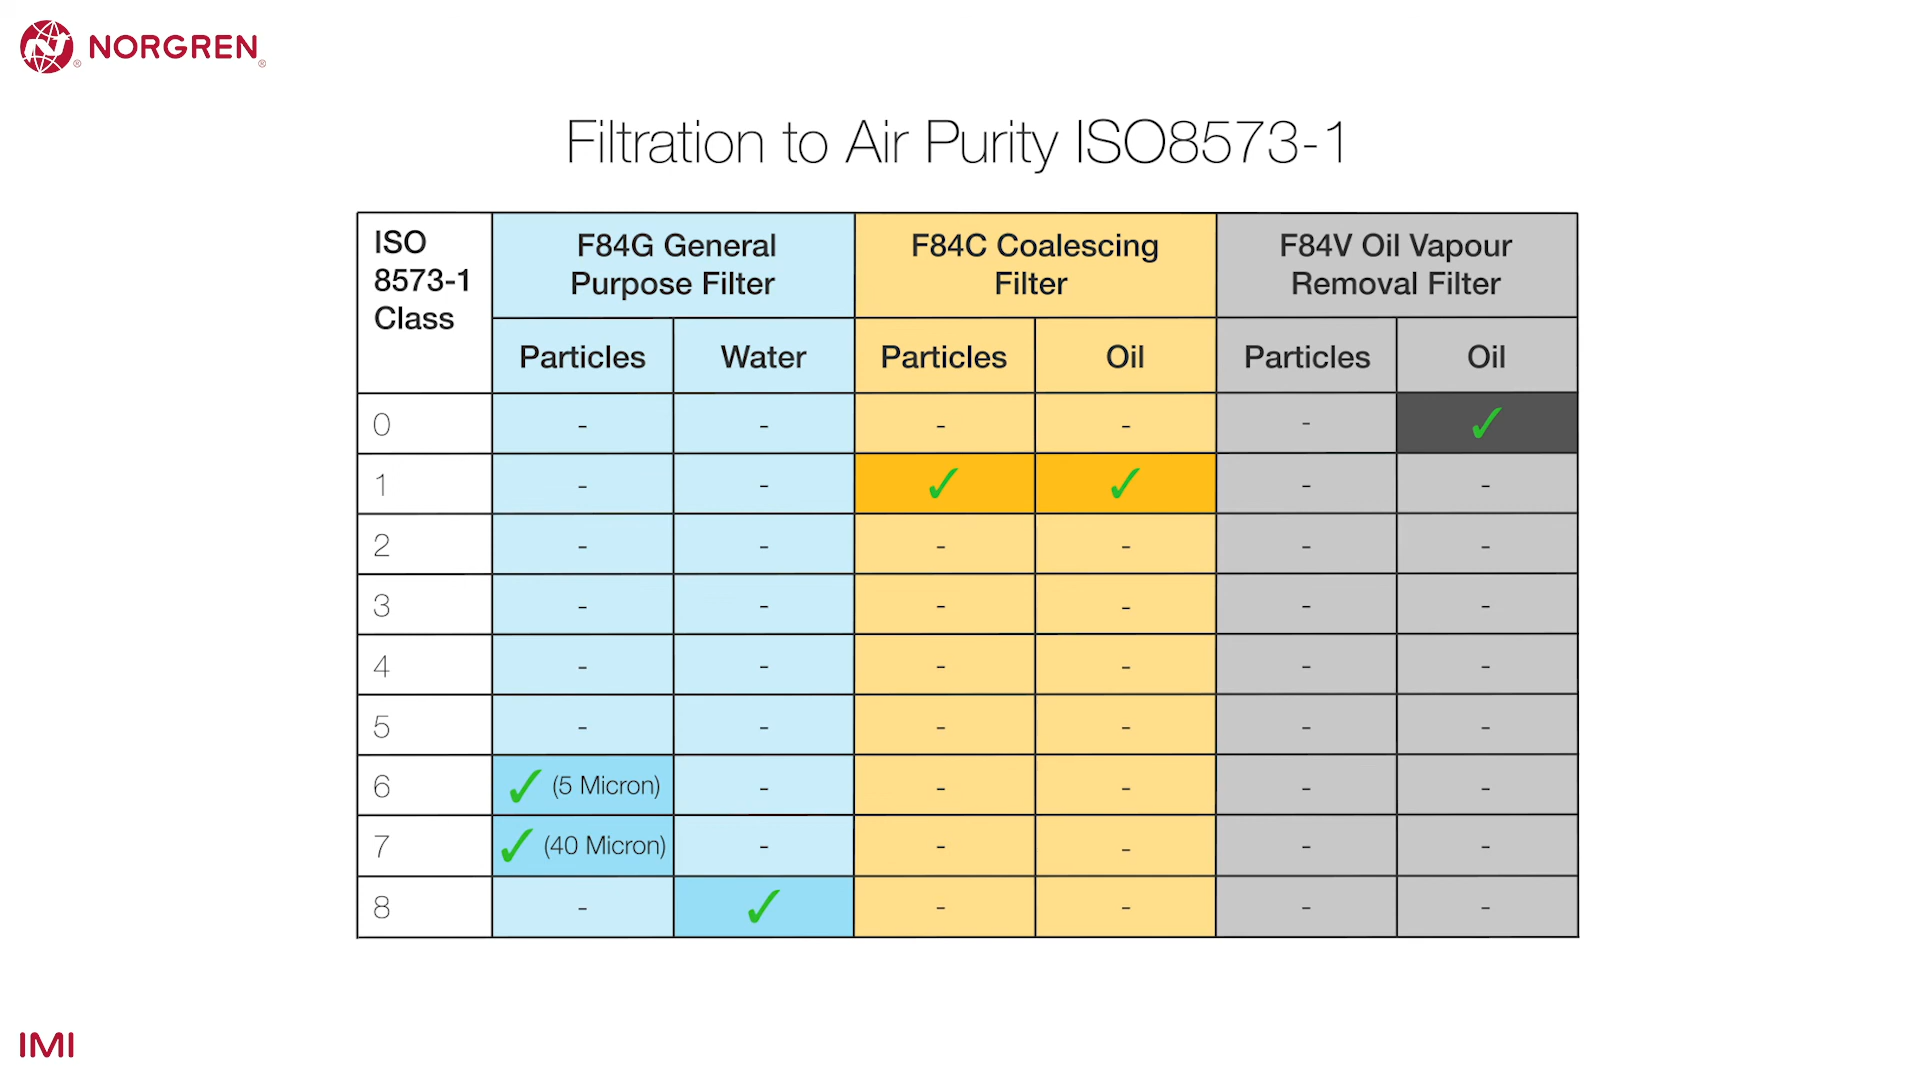 NORGREN
Filtration to Air Purity ISO8573-1
ISO 8573-1 Class
F84G General Purpose Filter
F84C Coalescing Filter
F84V Oil Vapour Removal Filter
Particles Water Particles Oil Particles Oil
0 - - - - - ✓
1 - - ✓ ✓ - -
2 - - - - - -
3 - - - - - -
4 - - - - - -
5 - - - - - -
6 ✓ (5 Micron) - - - - -
7 ✓ (40 Micron) - - - - -
8 - ✓ - - - -
IMI